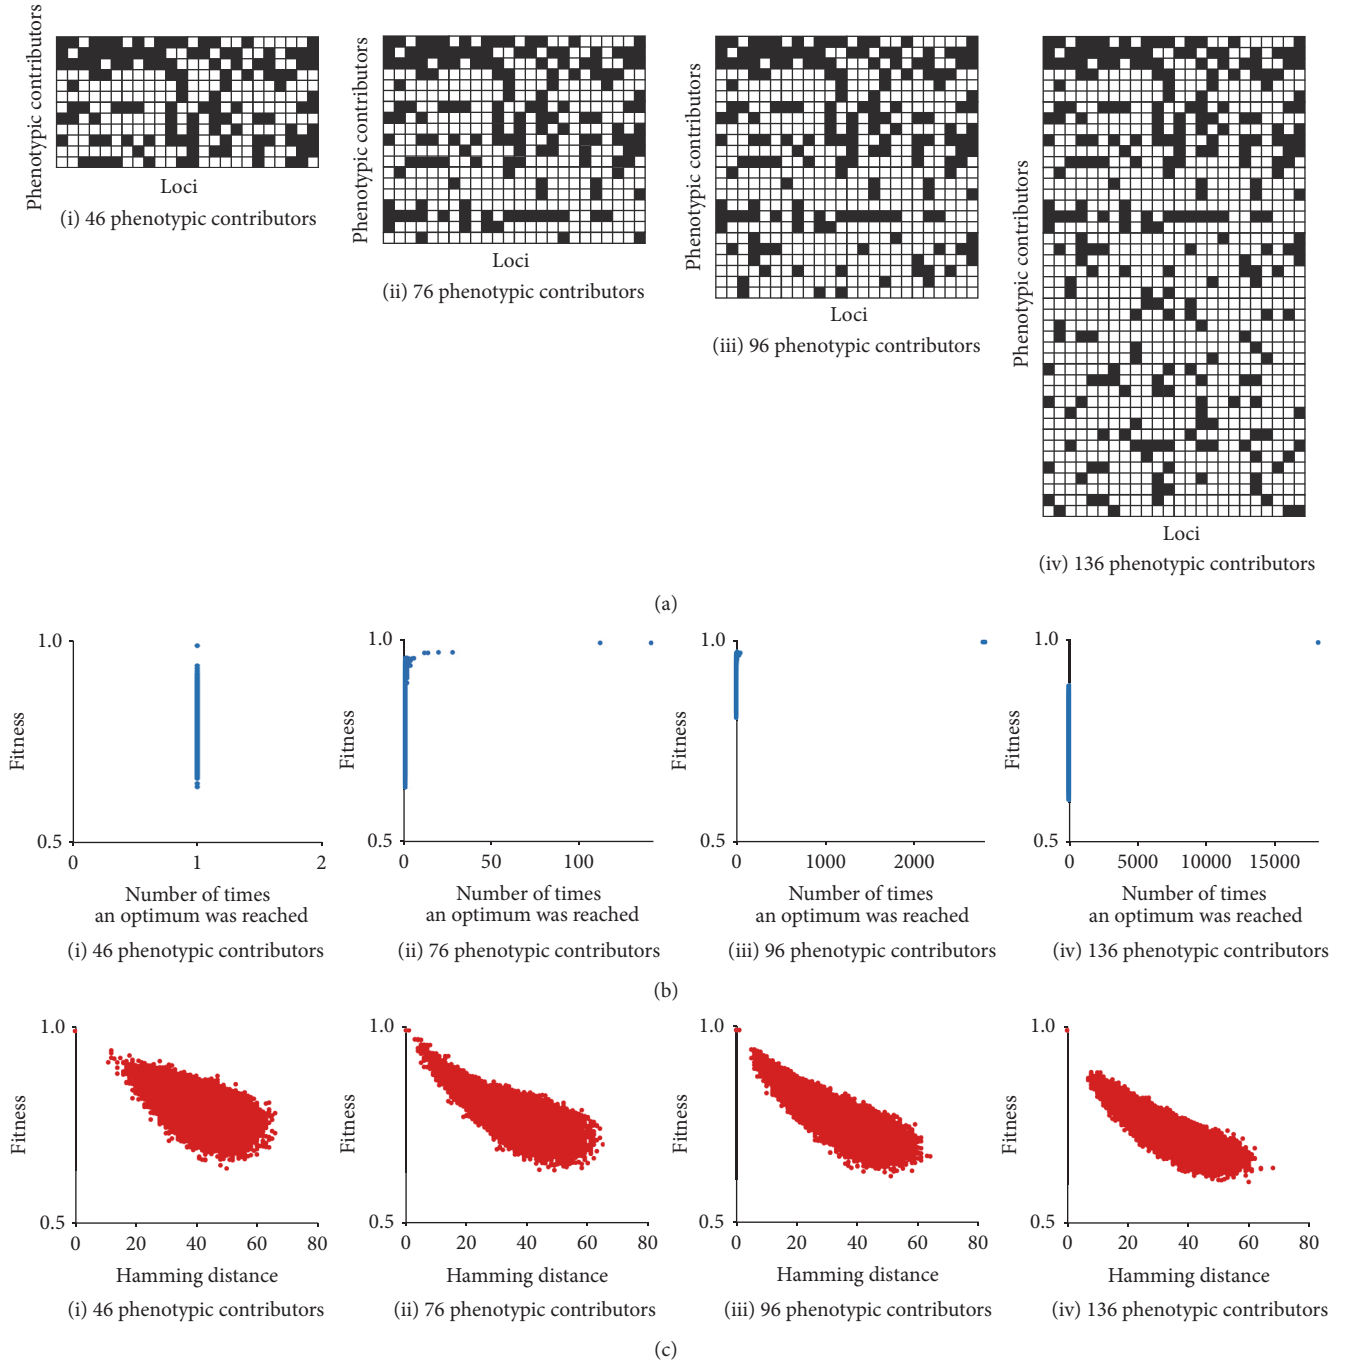 Phenotypic contributors
Loci
(i) 46 phenotypic contributors
Phenotypic contributors
Loci
(ii) 76 phenotypic contributors
Phenotypic contributors
Loci
(iii) 96 phenotypic contributors
Phenotypic contributors
Loci
(iv) 136 phenotypic contributors
(a)
1.0
0.5
Fitness
0 1 2
Number of times
an optimum was reached
(i) 46 phenotypic contributors
1.0
0.5
Fitness
0 50 100
Number of times
an optimum was reached
(ii) 76 phenotypic contributors
1.0
0.5
Fitness
0 1000 2000
Number of times
an optimum was reached
(iii) 96 phenotypic contributors
1.0
0.5
Fitness
0 5000 10000 15000
Number of times
an optimum was reached
(iv) 136 phenotypic contributors
(b)
1.0
0.5
Fitness
0 20 40 60 80
Hamming distance
(i) 46 phenotypic contributors
1.0
0.5
Fitness
0 20 40 60 80
Hamming distance
(ii) 76 phenotypic contributors
1.0
0.5
Fitness
0 20 40 60 80
Hamming distance
(iii) 96 phenotypic contributors
1.0
0.5
Fitness
0 20 40 60 80
Hamming distance
(iv) 136 phenotypic contributors
(c)